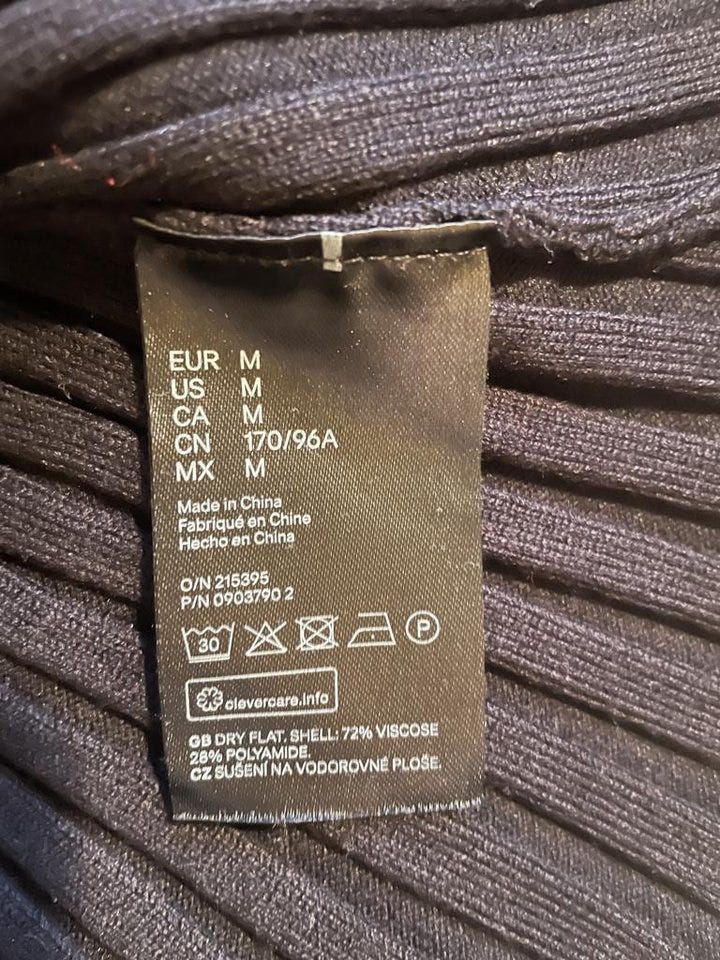 EUR M
US M
CA M
CN 170/96A
MX M
Made in China
Fabriqué en Chine
Hecho en China
O/N 215395
P/N 0903790 2
30 P
clevercare.info
GB DRY FLAT. SHELL: 72% VISCOSE
28% POLYAMIDE.
CZ SUŠENÍ NA VODOROVNÉ PLOŠE.